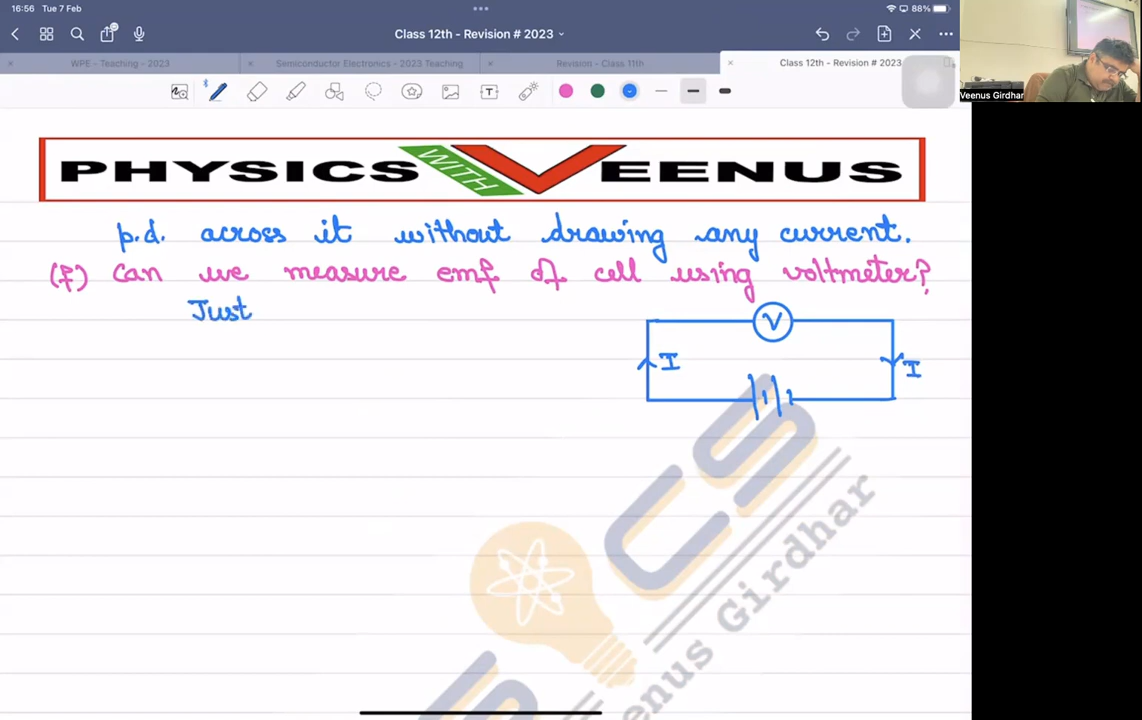 16:56 Tue 7 Feb
88%
Class 12th - Revision # 2023
WPE - Teaching - 2023
Semiconductor Electronics - 2023 Teaching
Revision - Class 11th
Class 12th - Revision # 2023
Veenus Girdhar
PHYSICS WITH VEENUS
p.d. across it without drawing any current.
(f) Can we measure emf of cell using voltmeter?
Just
V
I
I
CS
enus Girdhar